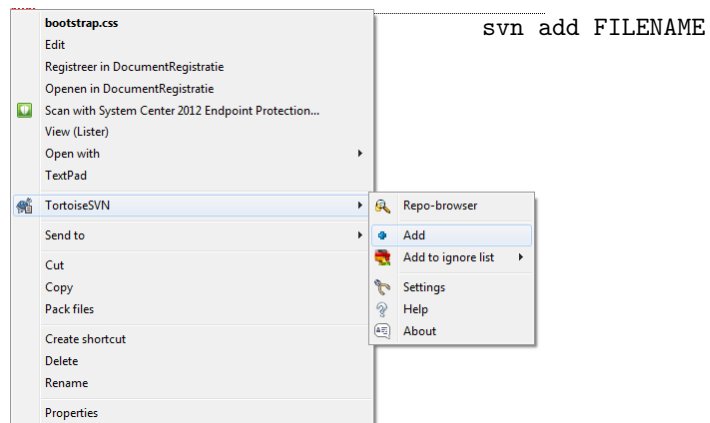 bootstrap.css
Edit
Registreer in DocumentRegistratie
Openen in DocumentRegistratie
Scan with System Center 2012 Endpoint Protection...
View (Lister)
Open with
TextPad
TortoiseSVN
Send to
Cut
Copy
Pack files
Create shortcut
Delete
Rename
Properties
Repo-browser
Add
Add to ignore list
Settings
Help
About
svn add FILENAME